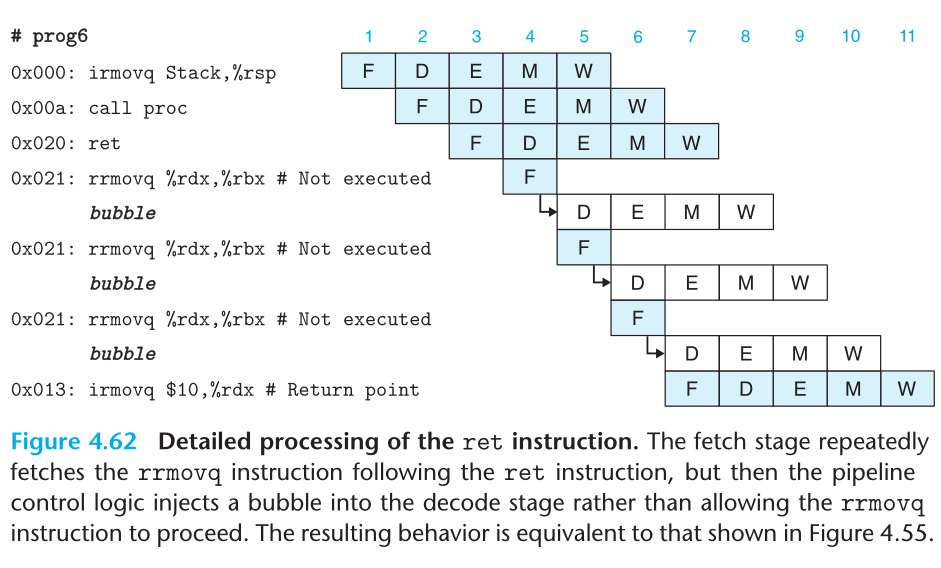 # prog6 1 2 3 4 5 6 7 8 9 10 11
0x000: irmovq Stack,%rsp F D E M W
0x00a: call proc F D E M W
0x020: ret F D E M W
0x021: rrmovq %rdx,%rbx # Not executed F
bubble D E M W
0x021: rrmovq %rdx,%rbx # Not executed F
bubble D E M W
0x021: rrmovq %rdx,%rbx # Not executed F
bubble D E M W
0x013: irmovq $10,%rdx # Return point F D E M W
Figure 4.62 Detailed processing of the ret instruction. The fetch stage repeatedly
fetches the rrmovq instruction following the ret instruction, but then the pipeline
control logic injects a bubble into the decode stage rather than allowing the rrmovq
instruction to proceed. The resulting behavior is equivalent to that shown in Figure 4.55.